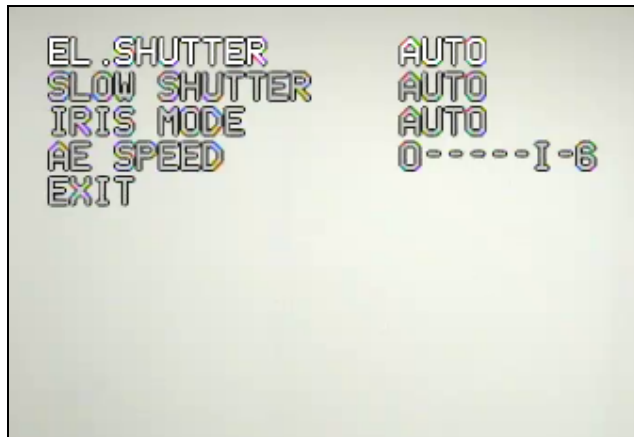 EL.SHUTTER AUTO
SLOW SHUTTER AUTO
IRIS MODE AUTO
AE SPEED 0-----I-6
EXIT